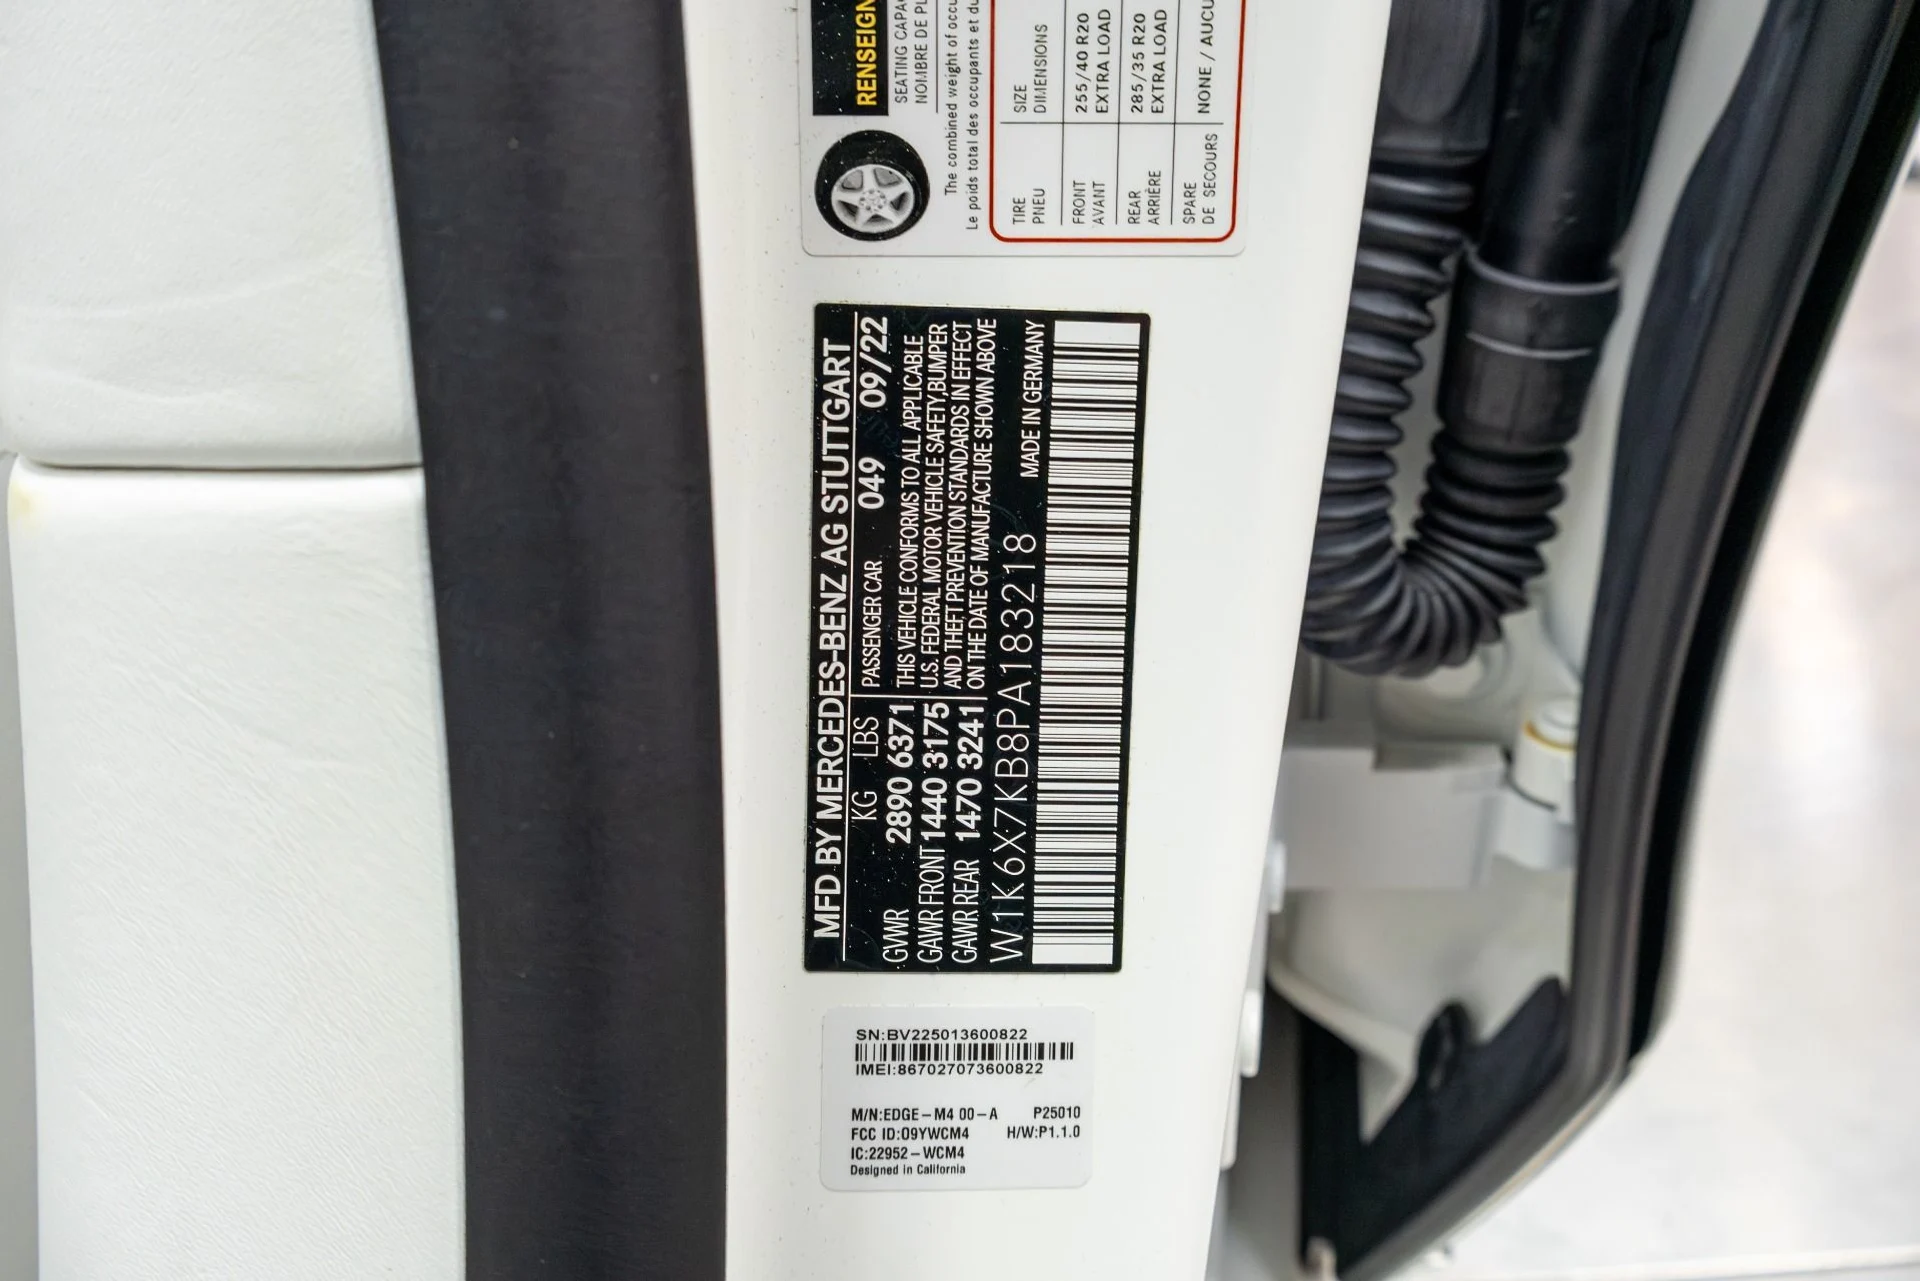 RENSEIGN
SEATING CAPA
NOMBRE DE PL
The combined weight of occu
Le poids total des occupants et du
TIRE SIZE
PNEU DIMENSIONS
FRONT 255/40 R20
AVANT EXTRA LOAD
REAR 285/35 R20
ARRIÈRE EXTRA LOAD
SPARE NONE / AUCU
DE SECOURS
MFD BY MERCEDES-BENZ AG STUTTGART
KG LBS PASSENGER CAR 049 09/22
GVWR 2890 6371 THIS VEHICLE CONFORMS TO ALL APPLICABLE
GAWR FRONT 1440 3175 U.S. FEDERAL MOTOR VEHICLE SAFETY,BUMPER
GAWR REAR 1470 3241 AND THEFT PREVENTION STANDARDS IN EFFECT
ON THE DATE OF MANUFACTURE SHOWN ABOVE
W1K6X7KB8PA183218 MADE IN GERMANY
SN:BV225013600822
IMEI:867027073600822
M/N:EDGE-M4 00-A P25010
FCC ID:O9YWCM4 H/W:P1.1.0
IC:22952-WCM4
Designed in California